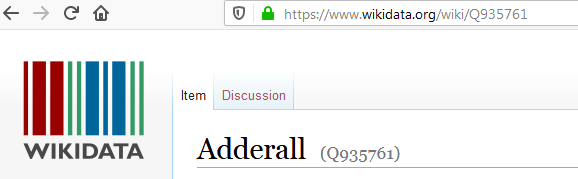 https://www.wikidata.org/wiki/Q935761
WIKIDATA
Item Discussion
Adderall (Q935761)